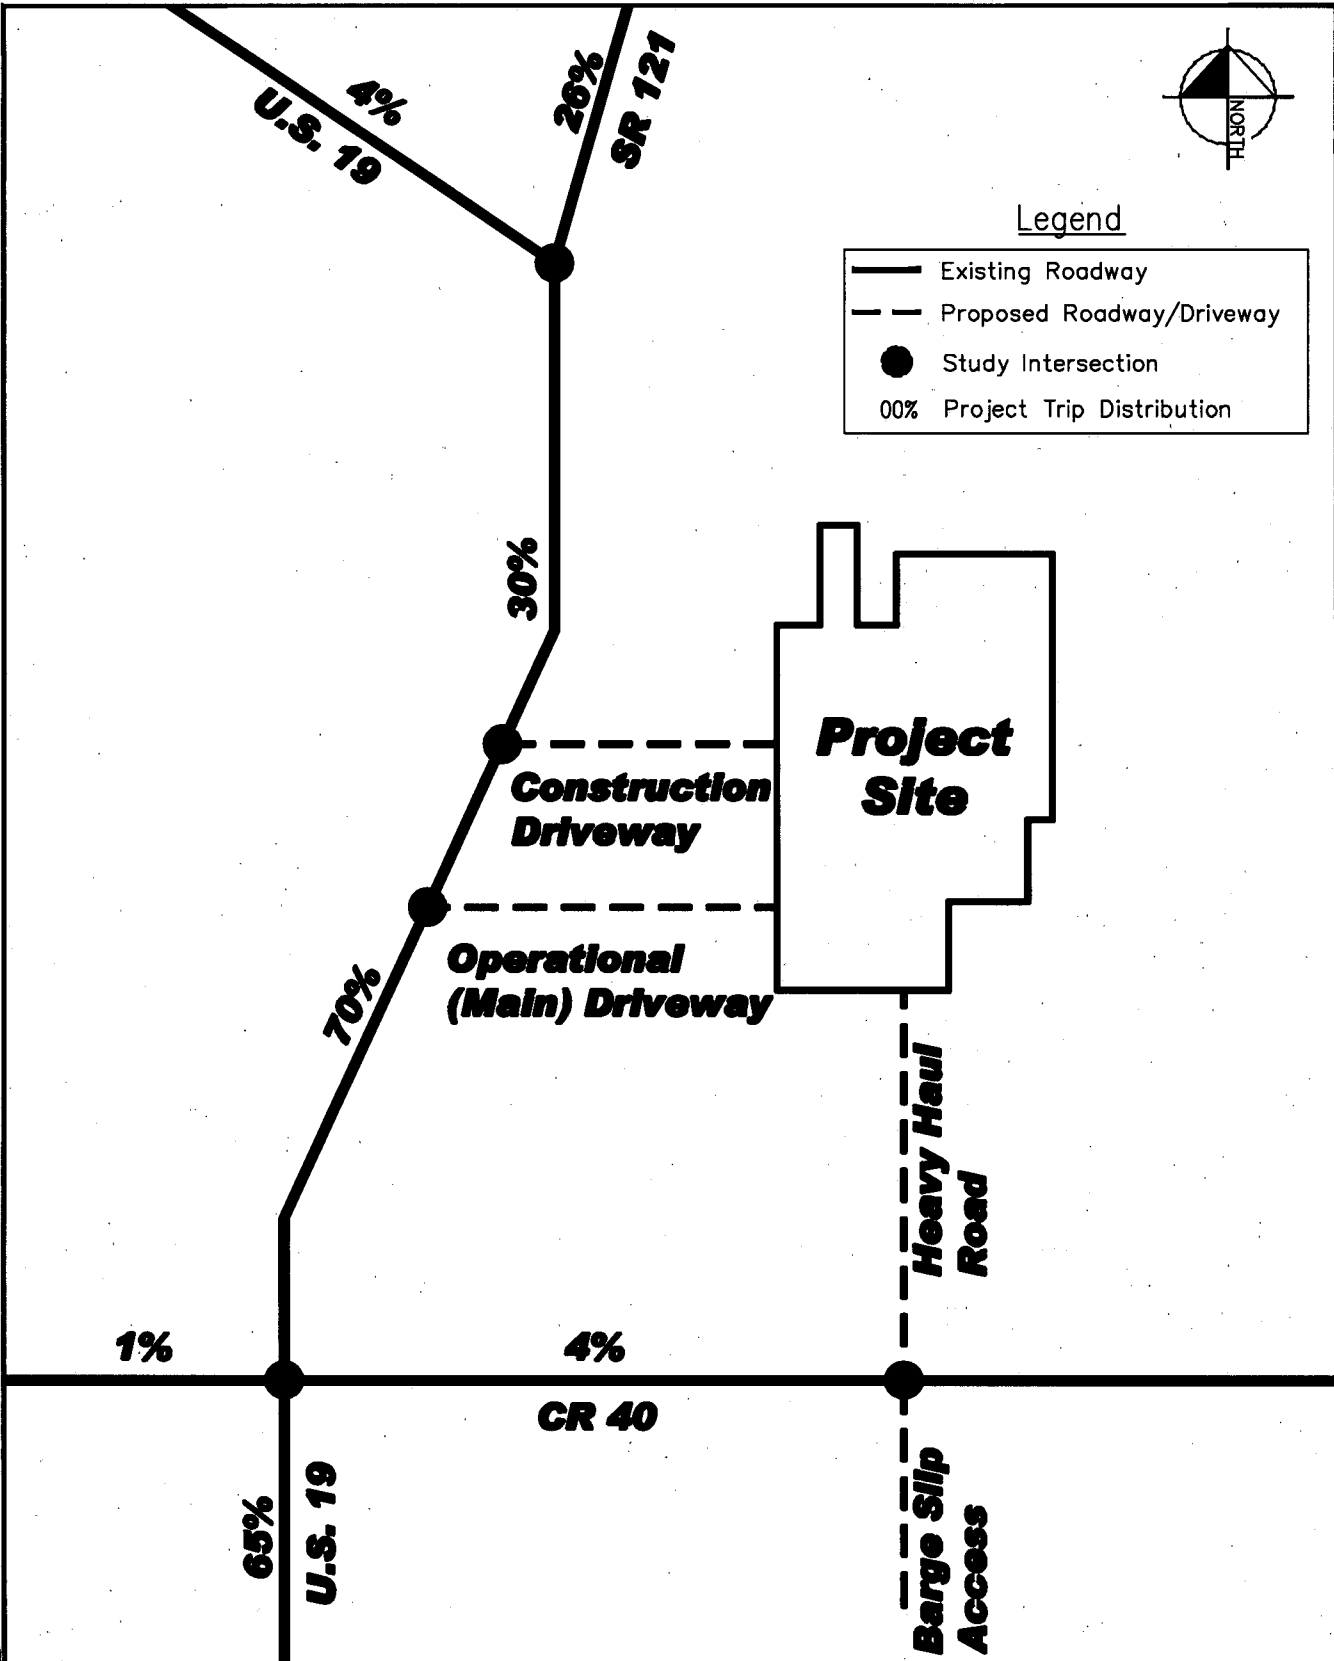 4%
U.S. 19
26%
SR 121
NORTH
Legend
Existing Roadway
Proposed Roadway/Driveway
Study Intersection
00% Project Trip Distribution
30%
Project
Site
Construction
Driveway
Operational
(Main) Driveway
70%
Heavy Haul
Road
1%
4%
CR 40
65%
U.S. 19
Barge Slip
Access